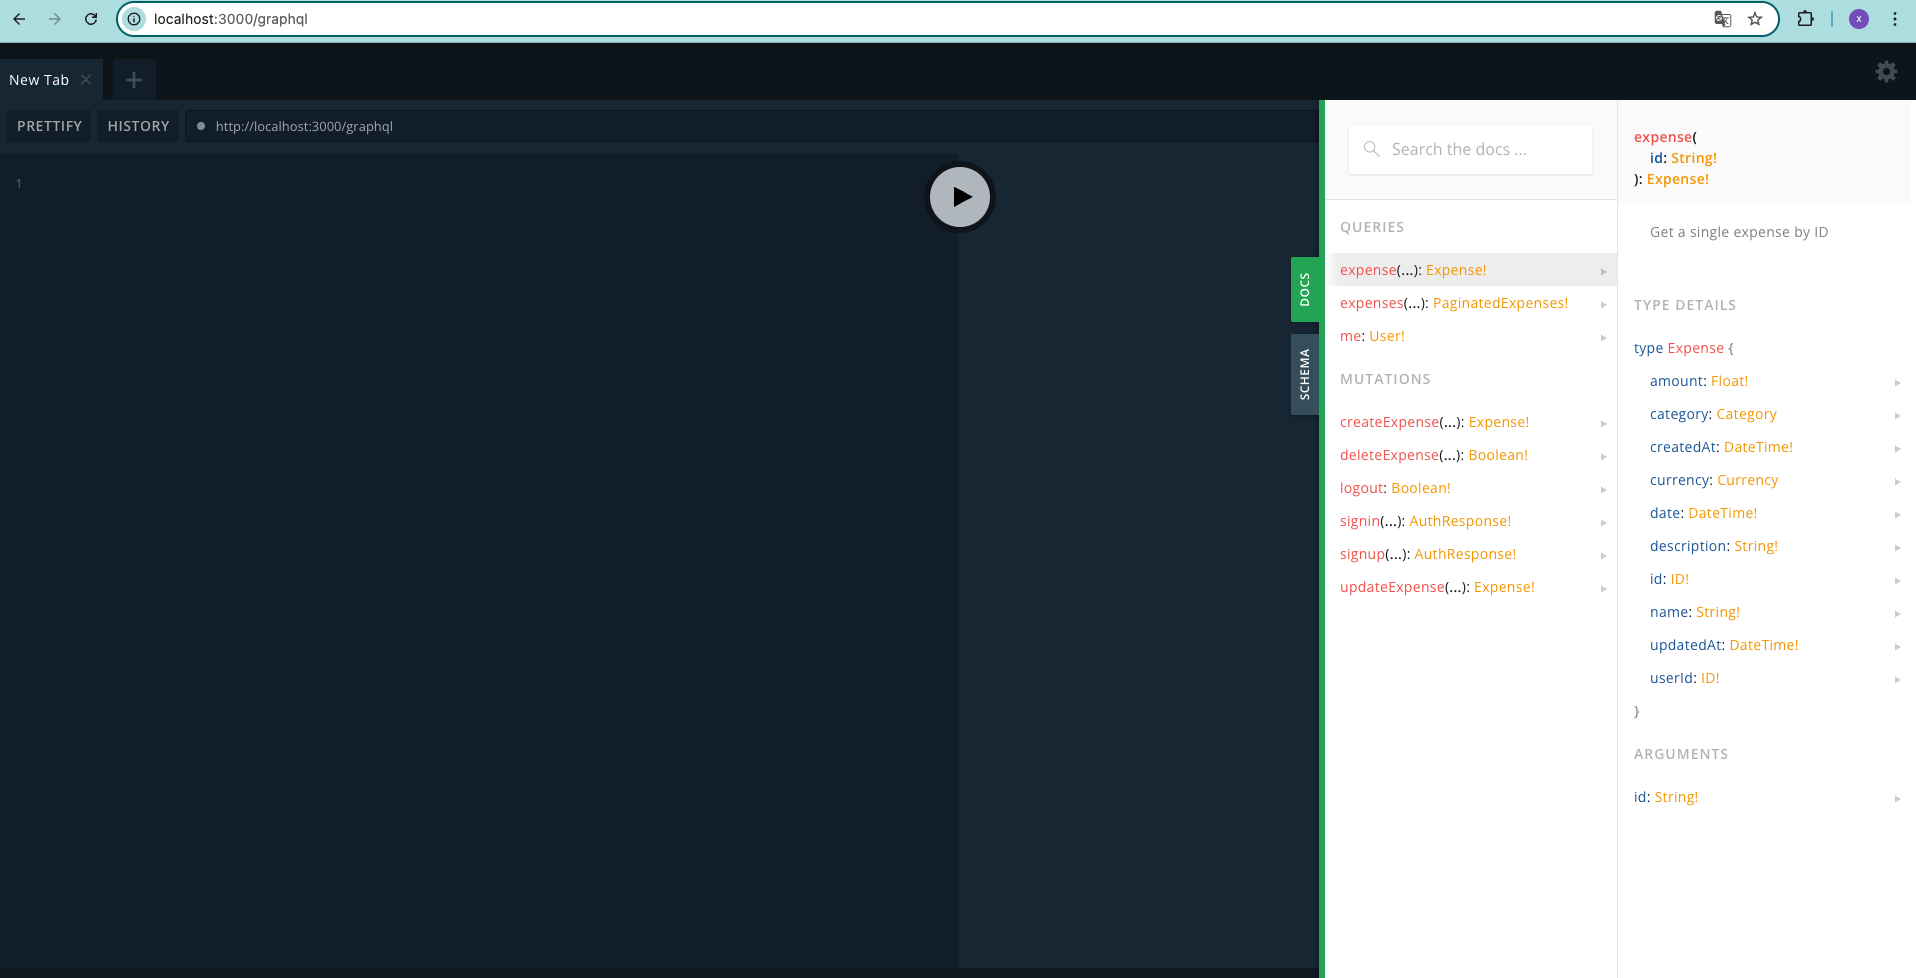 localhost:3000/graphql
x
New Tab
PRETTIFY
HISTORY
http://localhost:3000/graphql
1
DOCS
SCHEMA
Search the docs ...
QUERIES
expense(...): Expense!
expenses(...): PaginatedExpenses!
me: User!
MUTATIONS
createExpense(...): Expense!
deleteExpense(...): Boolean!
logout: Boolean!
signin(...): AuthResponse!
signup(...): AuthResponse!
updateExpense(...): Expense!
expense(
id: String!
): Expense!
Get a single expense by ID
TYPE DETAILS
type Expense {
amount: Float!
category: Category
createdAt: DateTime!
currency: Currency
date: DateTime!
description: String!
id: ID!
name: String!
updatedAt: DateTime!
userId: ID!
}
ARGUMENTS
id: String!